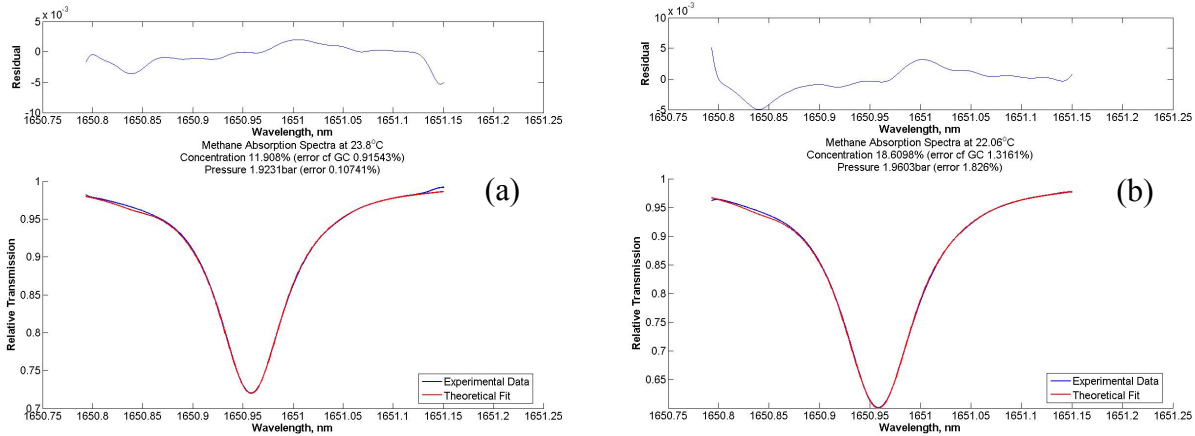 5 x 10⁻³
0
-5
-10
Residual
1650.75 1650.8 1650.85 1650.9 1650.95 1651 1651.05 1651.1 1651.15 1651.2 1651.25
Wavelength, nm
Methane Absorption Spectra at 23.8°C
Concentration 11.908% (error cf GC 0.91543%)
Pressure 1.9231bar (error 0.10741%)
(a)
1
0.95
0.9
0.85
0.8
0.75
0.7
Relative Transmission
Experimental Data
Theoretical Fit
1650.75 1650.8 1650.85 1650.9 1650.95 1651 1651.05 1651.1 1651.15 1651.2 1651.25
Wavelength, nm
10 x 10⁻³
5
0
-5
Residual
1650.75 1650.8 1650.85 1650.9 1650.95 1651 1651.05 1651.1 1651.15 1651.2 1651.25
Wavelength, nm
Methane Absorption Spectra at 22.06°C
Concentration 18.6098% (error cf GC 1.3161%)
Pressure 1.9603bar (error 1.826%)
(b)
1
0.95
0.9
0.85
0.8
0.75
0.7
0.65
Relative Transmission
Experimental Data
Theoretical Fit
1650.75 1650.8 1650.85 1650.9 1650.95 1651 1651.05 1651.1 1651.15 1651.2 1651.25
Wavelength, nm